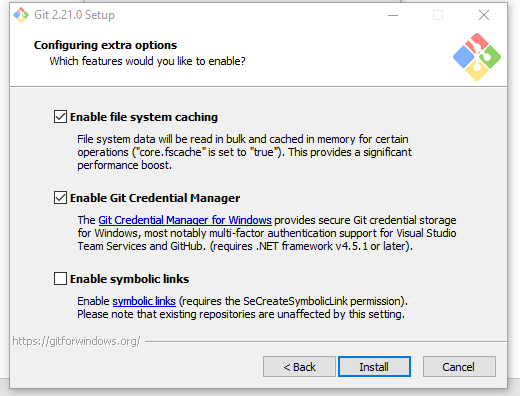 Git 2.21.0 Setup
Configuring extra options
Which features would you like to enable?
Enable file system caching
File system data will be read in bulk and cached in memory for certain
operations ("core.fscache" is set to "true"). This provides a significant
performance boost.
Enable Git Credential Manager
The Git Credential Manager for Windows provides secure Git credential storage
for Windows, most notably multi-factor authentication support for Visual Studio
Team Services and GitHub. (requires .NET framework v4.5.1 or later).
Enable symbolic links
Enable symbolic links (requires the SeCreateSymbolicLink permission).
Please note that existing repositories are unaffected by this setting.
https://gitforwindows.org/
< Back
Install
Cancel